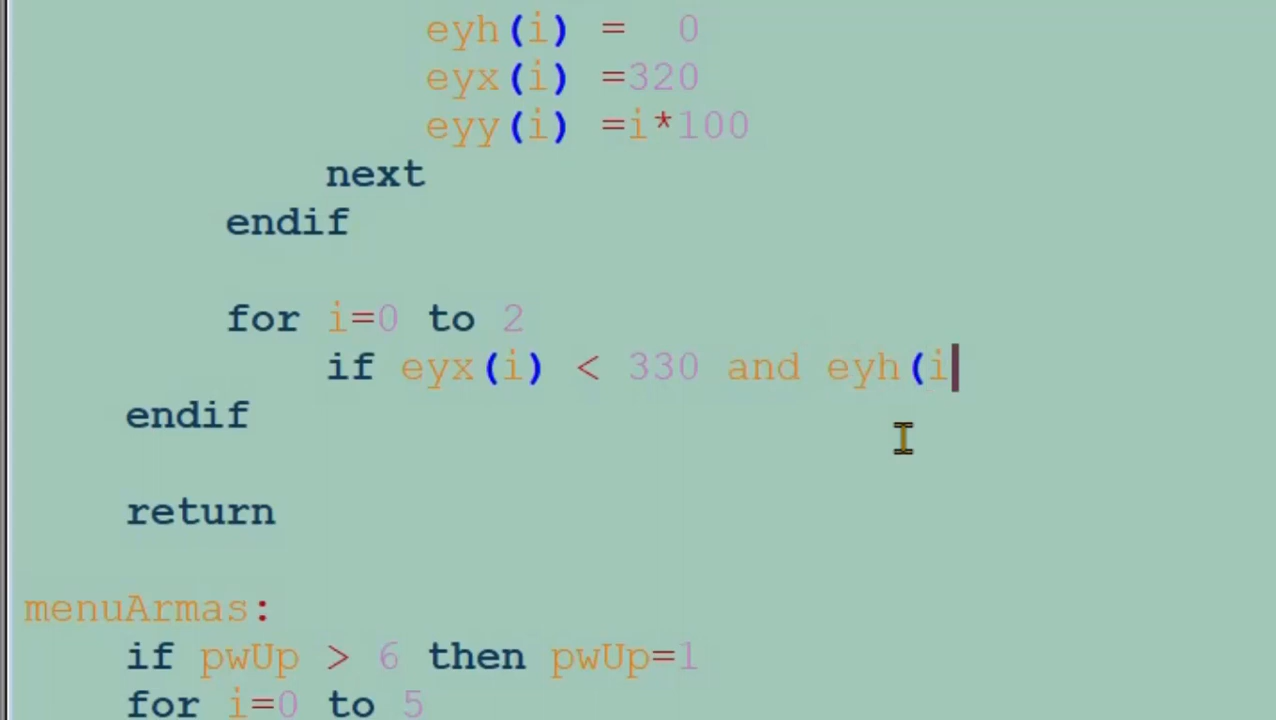 eyh(i) =  0
eyx(i) =320
eyy(i) =i*100
next
endif
for i=0 to 2
if eyx(i) < 330 and eyh(i
endif
return
menuArmas:
if pwUp > 6 then pwUp=1
for i=0 to 5